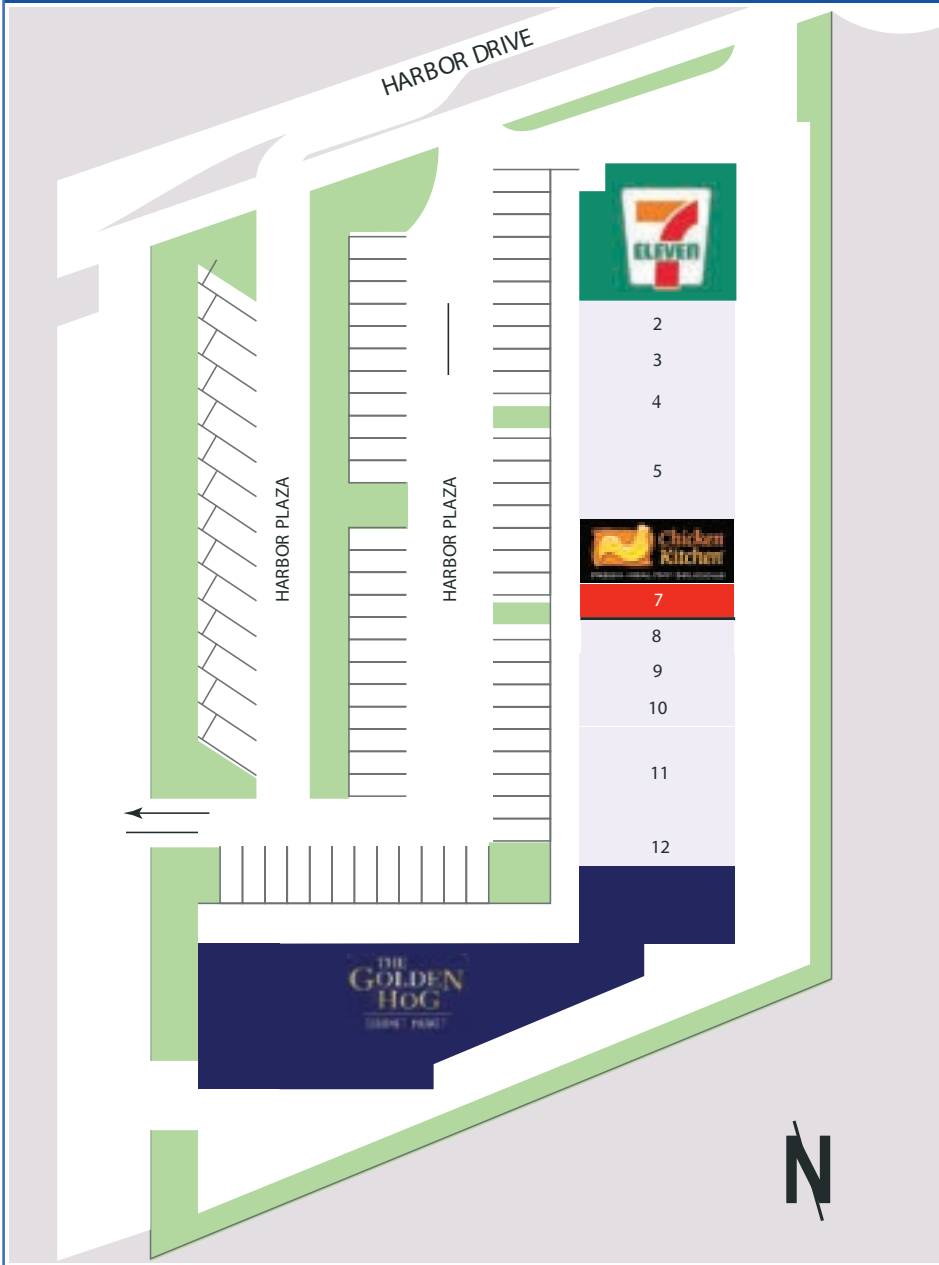 HARBOR DRIVE
7
ELEVEN
2
3
4
5
HARBOR PLAZA
HARBOR PLAZA
Chicken
Kitchen
7
8
9
10
11
12
THE
GOLDEN
HOG
N